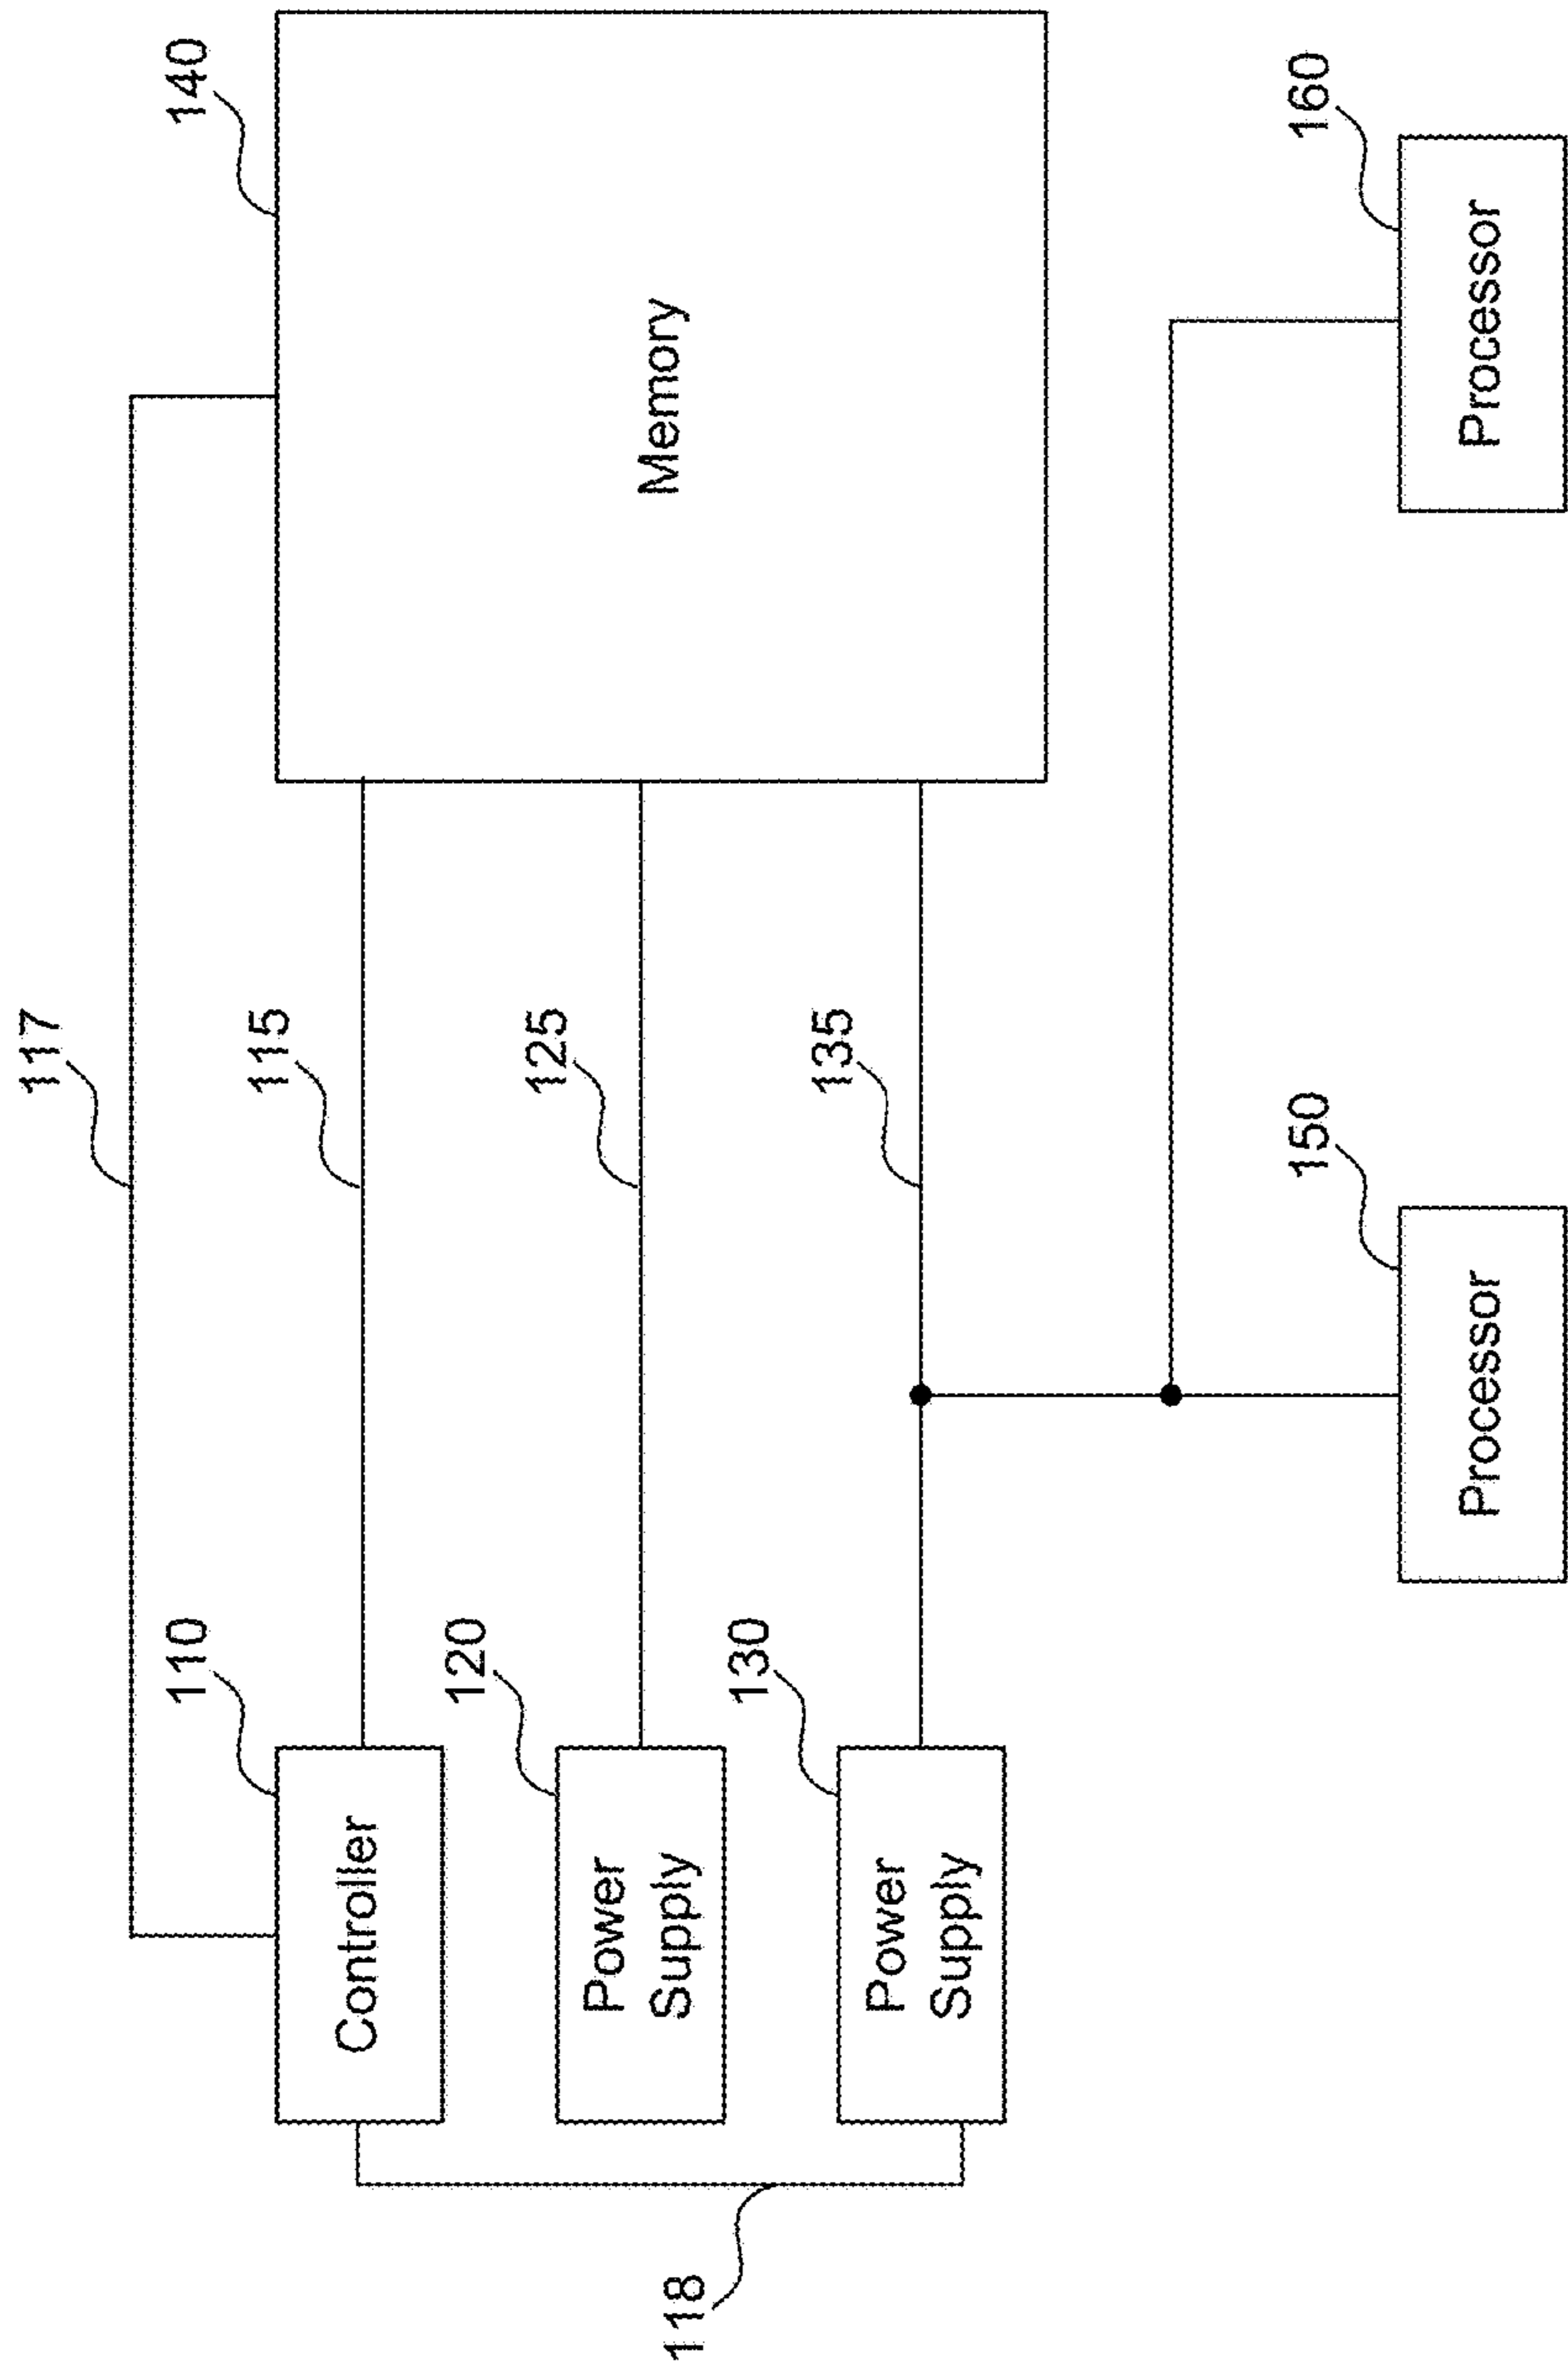 117
140
110
115
Controller
Memory
120
125
Power
Supply
118
130
135
Power
Supply
150
160
Processor
Processor